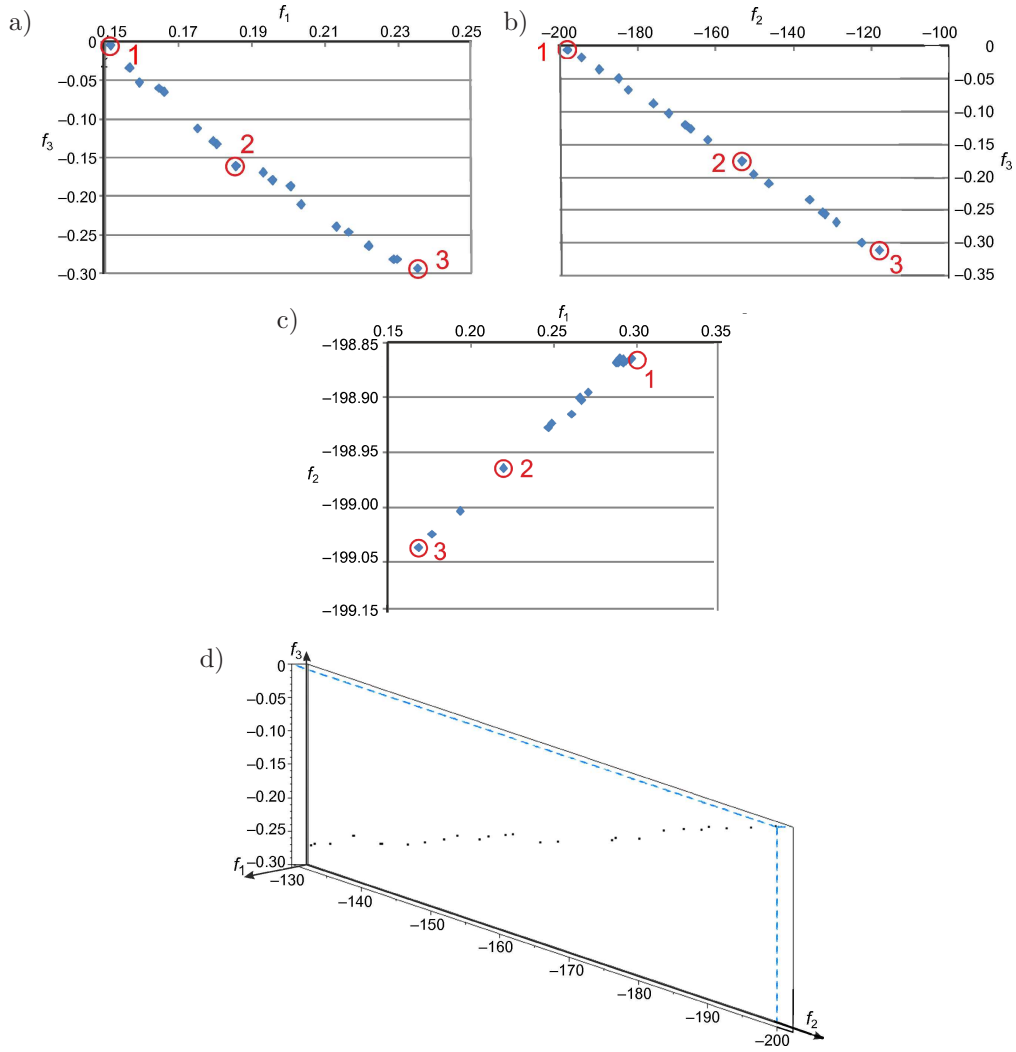 a)
f1
0.15 0.17 0.19 0.21 0.23 0.25
0
–0.05
–0.10
–0.15
–0.20
–0.25
–0.30
f3
1
2
3
b)
f2
–200 –180 –160 –140 –120 –100
0
–0.05
–0.10
–0.15
–0.20
–0.25
–0.30
–0.35
f3
1
2
3
c)
f1
0.15 0.20 0.25 0.30 0.35
–198.85
–198.90
–198.95
–199.00
–199.05
–199.15
f2
1
2
3
d)
f3
0
–0.05
–0.10
–0.15
–0.20
–0.25
–0.30
f1
–130
–140
–150
–160
–170
–180
–190
–200
f2